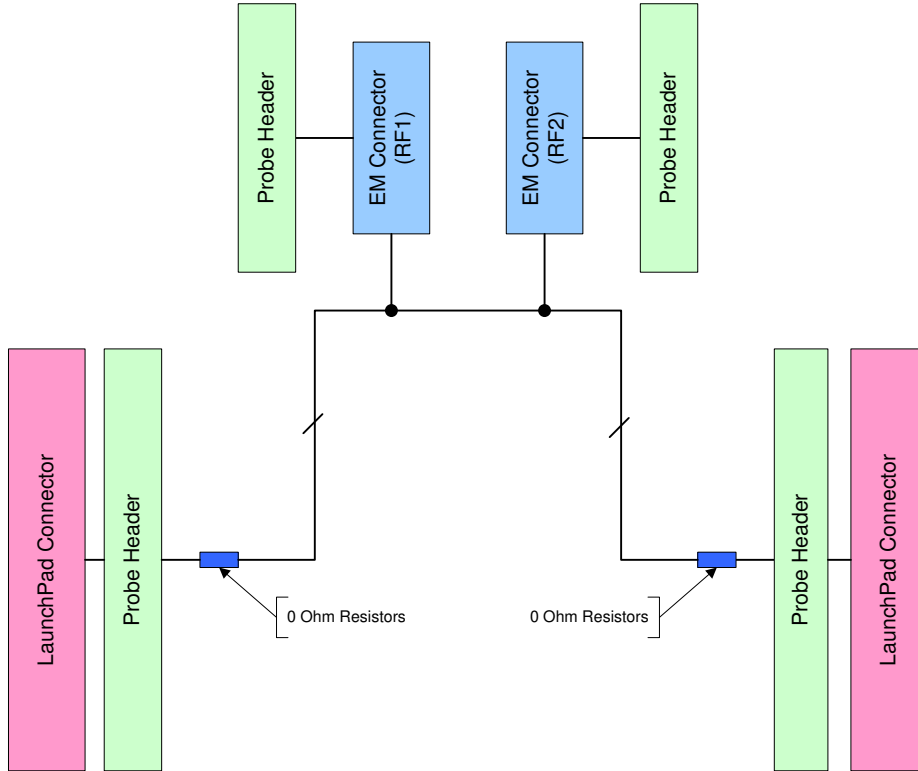 Probe Header
EM Connector
(RF1)
EM Connector
(RF2)
Probe Header
LaunchPad Connector
Probe Header
0 Ohm Resistors
0 Ohm Resistors
Probe Header
LaunchPad Connector